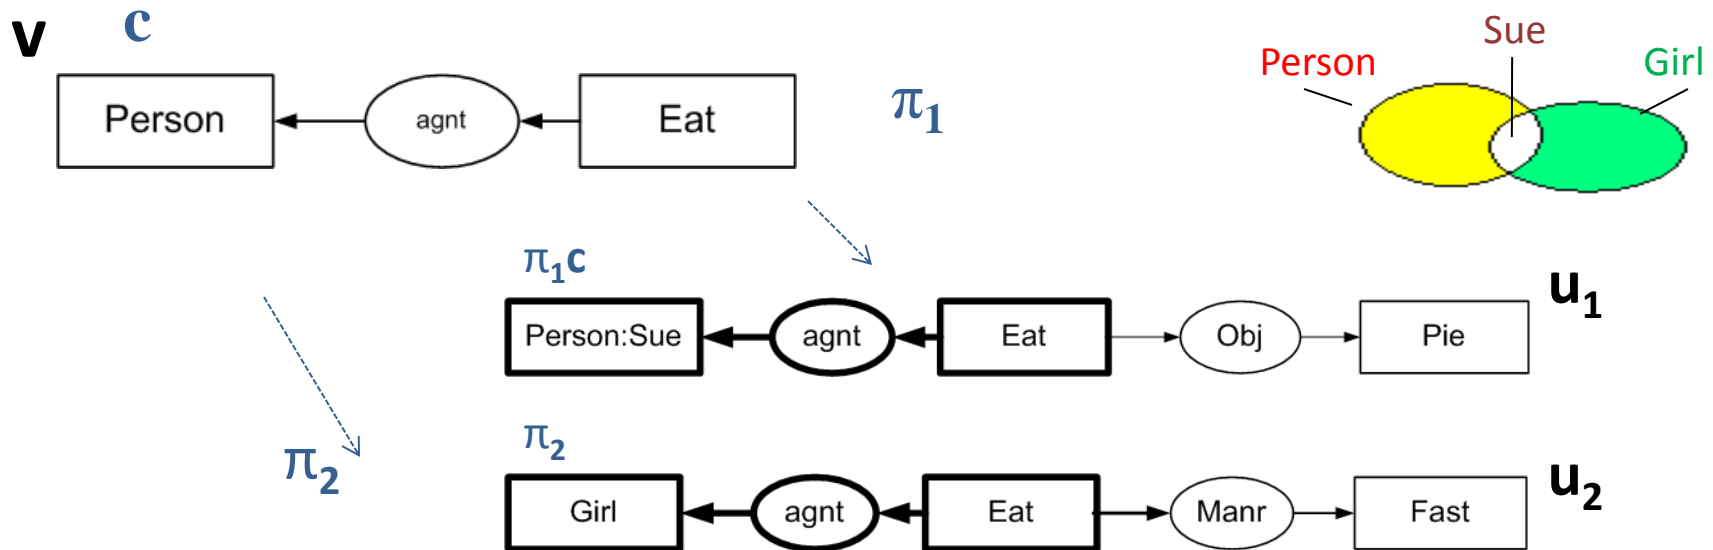 v
c
Person agnt Eat
π1
Sue
Person
Girl
π1c
u1
Person:Sue agnt Eat Obj Pie
π2
π2
u2
Girl agnt Eat Manr Fast